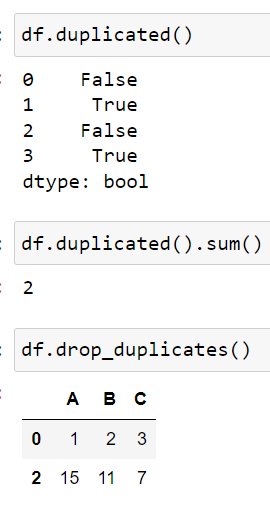 df.duplicated()
0 False
1 True
2 False
3 True
dtype: bool
df.duplicated().sum()
2
df.drop_duplicates()
A B C
0 1 2 3
2 15 11 7